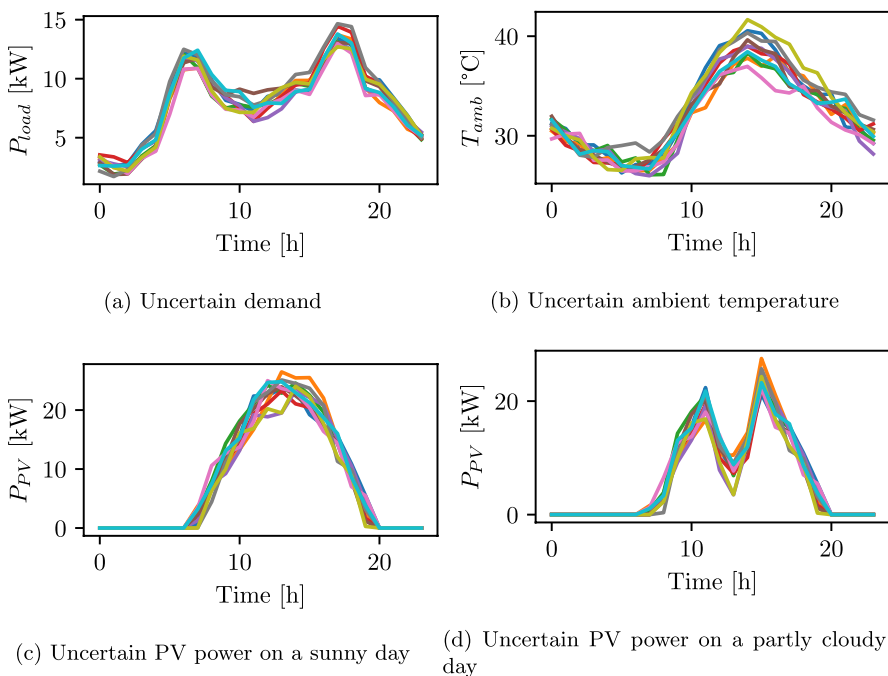 15
10
5
P_load [kW]
0 10 20
Time [h]
(a) Uncertain demand
40
30
T_amb [°C]
0 10 20
Time [h]
(b) Uncertain ambient temperature
20
10
0
P_PV [kW]
0 10 20
Time [h]
(c) Uncertain PV power on a sunny day
20
0
P_PV [kW]
0 10 20
Time [h]
(d) Uncertain PV power on a partly cloudy
day